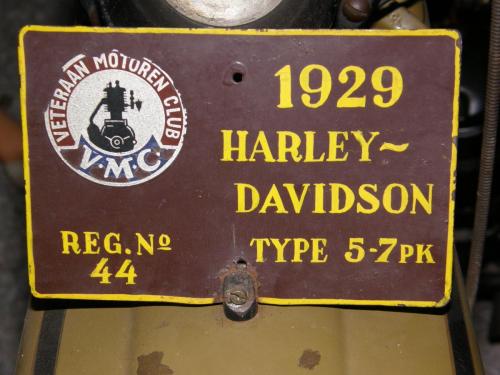 VETERAAN MOTOREN CLUB
V·M·C
1929
HARLEY~
DAVIDSON
REG. No
44
TYPE 5-7PK